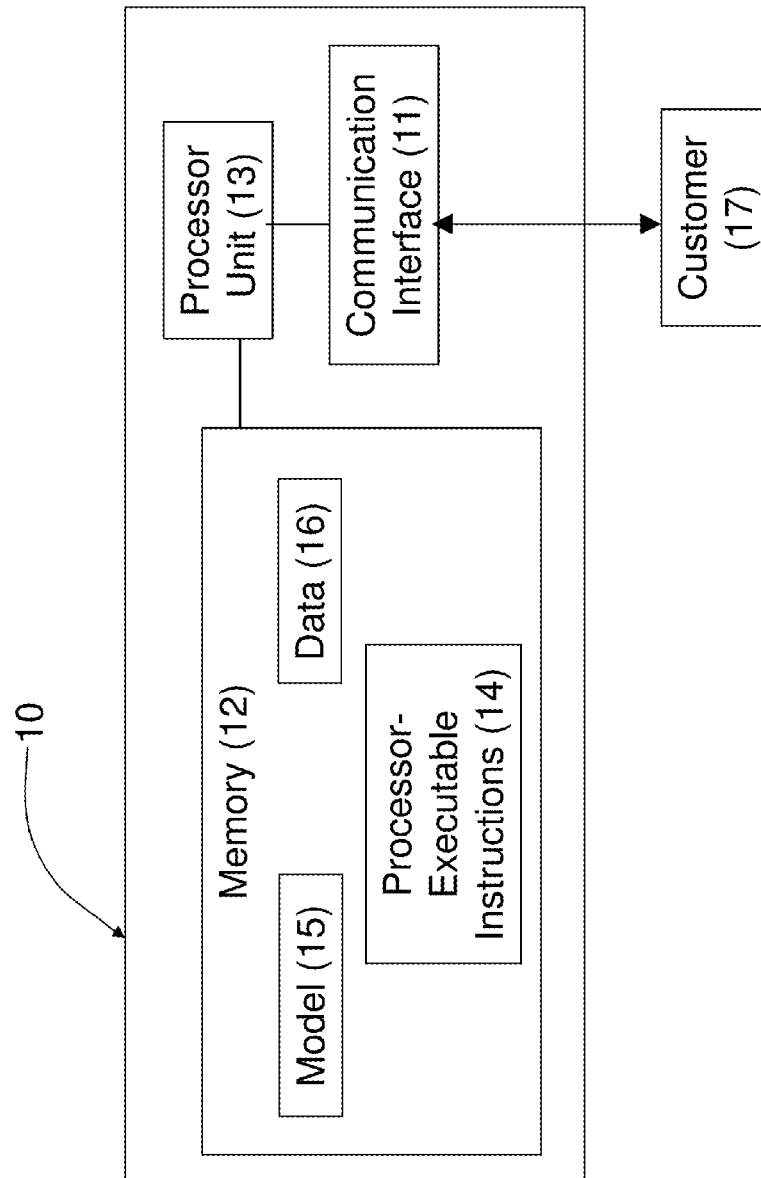 10
Memory (12)
Model (15)
Data (16)
Processor-
Executable
Instructions (14)
Processor
Unit (13)
Communication
Interface (11)
Customer
(17)